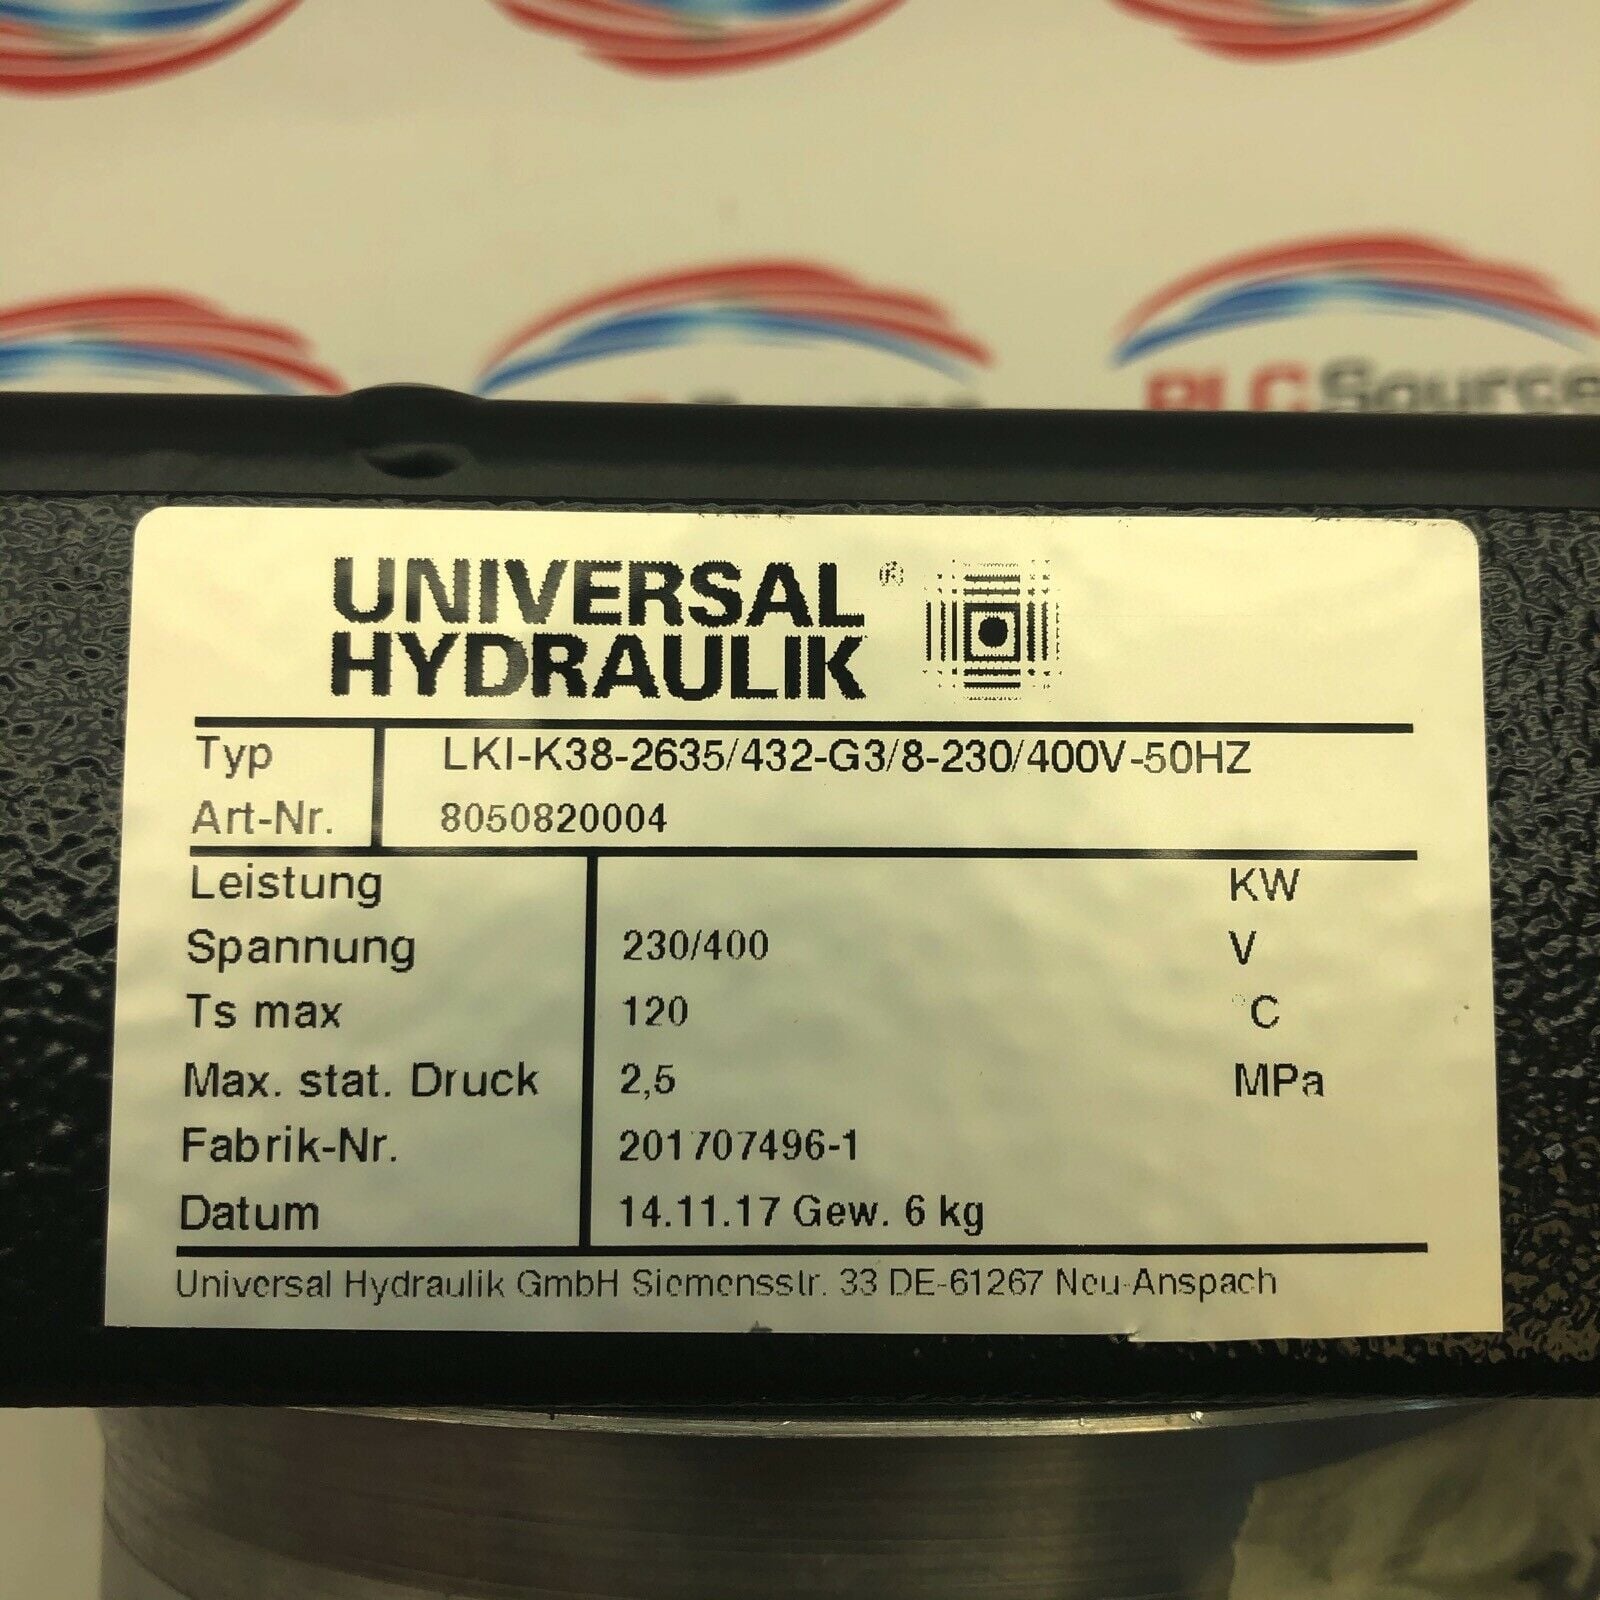 PLC Source
UNIVERSAL ®
HYDRAULIK
Typ LKI-K38-2635/432-G3/8-230/400V-50HZ
Art-Nr. 8050820004
Leistung KW
Spannung 230/400 V
Ts max 120 °C
Max. stat. Druck 2,5 MPa
Fabrik-Nr. 201707496-1
Datum 14.11.17 Gew. 6 kg
Universal Hydraulik GmbH Siemensstr. 33 DE-61267 Neu-Anspach